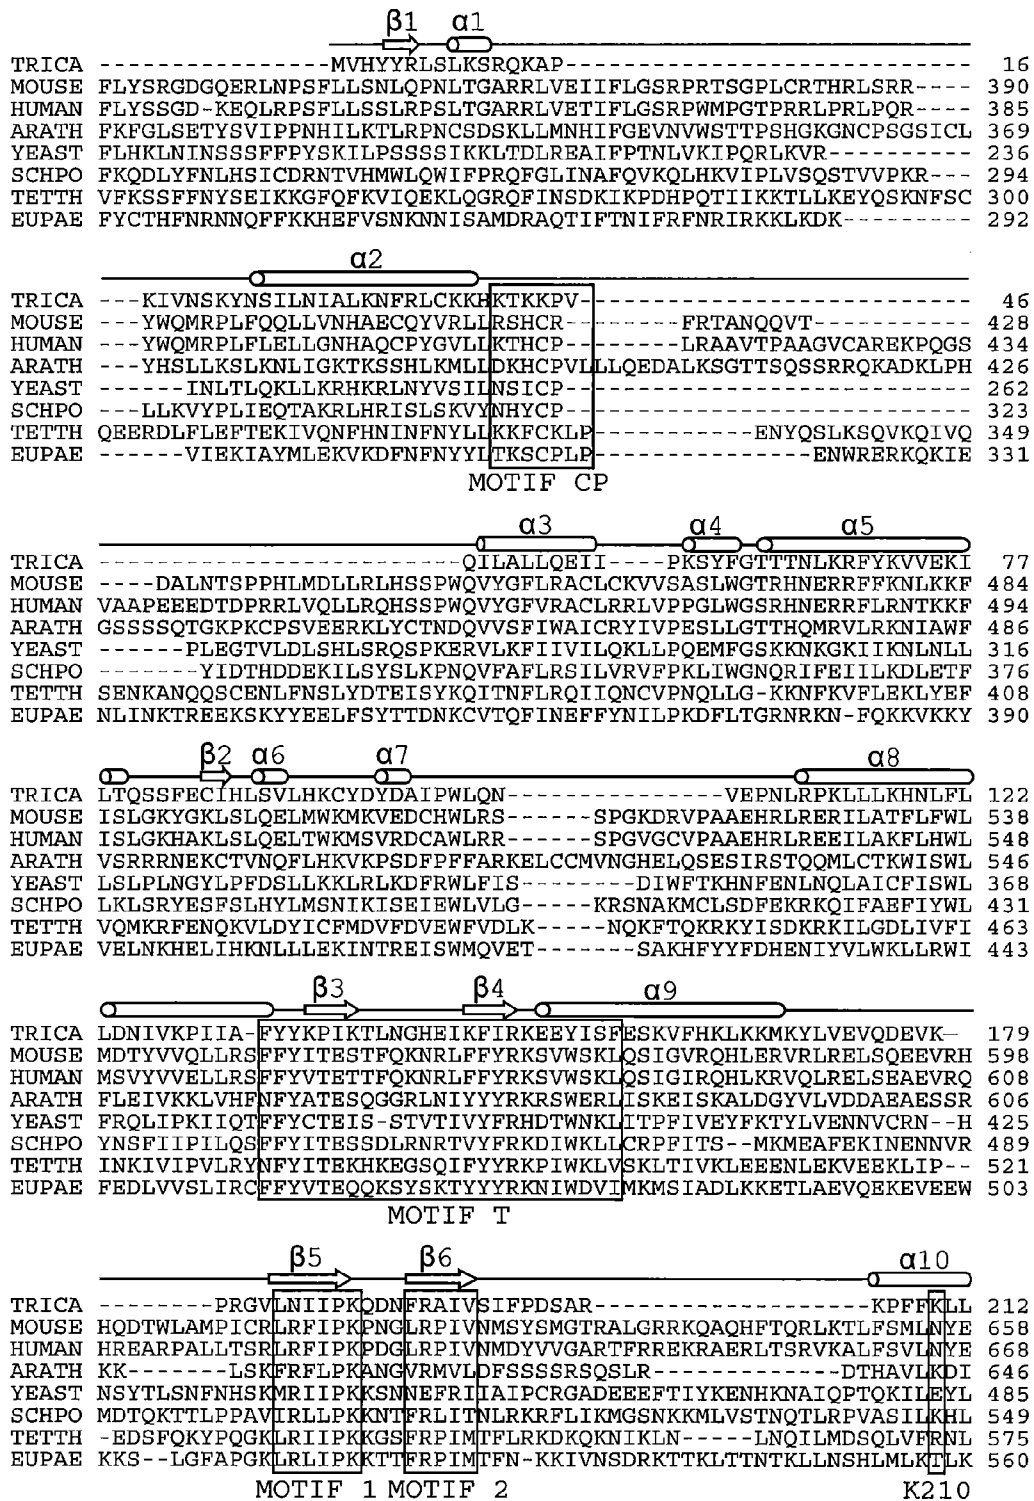 β1 α1
TRICA ----------------MVHYYRLSLKSRQKAP---------------------------- 16
MOUSE FLYSRGDGQERLNPSFLLSNLQPNLTGARRLVEIIFLGSRPRTSGPLCRTHRLSRR---- 390
HUMAN FLYSSGD-KEQLRPSFLLSSLRPSLTGARRLVETIFLGSRPWMPGTPRRLPRLPQR---- 385
ARATH FKFGLSETYSVIPPNHILKTLRPNCSDSKLLMNHIFGEVNVWSTTPSHGKGNCPSGSICL 369
YEAST FLHKLNINSSSFFPYSKILPSSSSIKKLTDLREAIFPTNLVKIPQRLKVR---------- 236
SCHPO FKQDLYFNLHSICDRNTVHMWLQWIFPRQFGLINAFQVKQLHKVIPLVSQSTVVPKR--- 294
TETTH VFKSSFFNYSEIKKGFQFKVIQEKLQGRQFINSDKIKPDHPQTIIKKTLLKEYQSKNFSC 300
EUPAE FYCTHFNRNNQFFKKHEFVSNKNNISAMDRAQTIFTNIFRFNRIRKKLKDK--------- 292
α2
TRICA ---KIVNSKYNSILNIALKNFRLCKKHKTKKPV--------------------------- 46
MOUSE ---YWQMRPLFQQLLVNHAECQYVRLLRSHCR--------FRTANQQVT----------- 428
HUMAN ---YWQMRPLFLELLGNHAQCPYGVLLKTHCP--------LRAAVTPAAGVCAREKPQGS 434
ARATH ---YHSLLKSLKNLIGKTKSSHLKMLLDKHCPVLLLQEDALKSGTTSQSSRRQKADKLPH 426
YEAST ------INLTLQKLLKRHKRLNYVSILNSICP---------------------------- 262
SCHPO ---LLKVYPLIEQTAKRLHRISLSKVYNHYCP---------------------------- 323
TETTH QEERDLFLEFTEKIVQNFHNINFNYLLKKFCKLP-----------ENYQSLKSQVKQIVQ 349
EUPAE ------VIEKIAYMLEKVKDFNFNYYLTKSCPLP---------------ENWRERKQKIE 331
MOTIF CP
α3 α4 α5
TRICA -------------------------QILALLQEII-----PKSYFGTTTNLKRFYKVVEKI 77
MOUSE ----DALNTSPPHLMDLLRLHSSPWQVYGFLRACLCKVVSASLWGTRHNERRFFKNLKKF 484
HUMAN VAAPEEEDTDPRRLVQLLRQHSSPWQVYGFVRACLRRLVPPGLWGSRHNERRFLRNTKKF 494
ARATH GSSSSQTGKPKCPSVEERKLYCTNDQVVSFIWAICRYIVPESLLGTTHQMRVLRKNIAWF 486
YEAST ------PLEGTVLDLSHLSRQSPKERVLKFIIVILQKLLPQEMFGSKKNKGKIIKNLNLL 316
SCHPO -------YIDTHDDEKILSYSLKPNQVFAFLRSILVRVFPKLIWGNQRIFEIILKDLETF 376
TETTH SENKANQQSCENLFNSLYDTEISYKQITNFLRQIIQNCVPNQLLG-KKNFKVFLEKLYEF 408
EUPAE NLINKTREEKSKYYEELFSYTTDNKCVTQFINEFFYNILPKDFLTGRNRKN-FQKKVKKY 390
β2 α6 α7 α8
TRICA LTQSSFECIHLSVLHKCYDYDAIPWLQN---------------VEPNLRPKLLLKHNLFL 122
MOUSE ISLGKYGKLSLQELMWKMKVEDCHWLRS------SPGKDRVPAAEHRLRERILATFLFWL 538
HUMAN ISLGKHAKLSLQELTWKMSVRDCAWLRR------SPGVGCVPAAEHRLREEILAKFLHWL 548
ARATH VSRRRNEKCTVNQFLHKVKPSDFPFFARKELCCMVNGHELQSESIRSTQQMLCTKWISWL 546
YEAST LSLPLNGYLPFDSLLKKLRLKDFRWLFIS--------DIWFTKHNFENLNQLAICFISWL 368
SCHPO LKLSRYESFSLHYLMSNIKISEIEWLVLG-----KRSNAKMCLSDFEKRKQIFAEFIYWL 431
TETTH VQMKRFENQKVLDYICFMDVFDVEWFVDLK-----NQKFTQKRKYISDKRKILGDLIVFI 463
EUPAE VELNKHELIHKNLLLEKINTREISWMQVET-------SAKHFYYFDHENIYVLWKLLRWI 443
β3 β4 α9
TRICA LDNIVKPIIA-FYYKPIKTLNGHEIKFIRKEEYISFESKVFHKLKKMKYLVEVQDEVK- 179
MOUSE MDTYVVQLLRSFFYITESTFQKNRLFFYRKSVWSKLQSIGVRQHLERVRLRELSQEEVRH 598
HUMAN MSVYVVELLRSFFYVTETTFQKNRLFFYRKSVWSKLQSIGIRQHLKRVQLRELSEAEVRQ 608
ARATH FLEIVKKLVHFNFYATESQGGRLNIYYYRKRSWERLISKEISKALDGYVLVDDAEAESSR 606
YEAST FRQLIPKIIQTFFYCTEIS-STVTIVYFRHDTWNKLITPFIVEYFKTYLVENNVCRN--H 425
SCHPO YNSFIIPILQSFFYITESSDLRNRTVYFRKDIWKLLCRPFITS--MKMEAFEKINENNVR 489
TETTH INKIVIPVLRYNFYITEKHKEGSQIFYYRKPIWKLVSKLTIVKLEEENLEKVEEKLIP-- 521
EUPAE FEDLVVSLIRCFFYVTEQQKSYSKTYYYRKNIWDVIMKMSIADLKKETLAEVQEKEVEEW 503
MOTIF T
β5 β6 α10
TRICA --------PRGVLNIIPKQDNFRAIVSIFPDSAR-------------------KPFFKLL 212
MOUSE HQDTWLAMPICRLRFIPKPNGLRPIVNMSYSMGTRALGRRKQAQHFTQRLKTLFSMLNYE 658
HUMAN HREARPALLTSRLRFIPKPDGLRPIVNMDYVVGARTFRREKRAERLTSRVKALFSVLNYE 668
ARATH KK-------LSKFRFLPKANGVRMVLDFSSSSRSQSLR-------------DTHAVLKDI 646
YEAST NSYTLSNFNHSKMRIIPKKSNNEFRIIAIPCRGADEEEFTIYKENHKNAIQPTQKILEYL 485
SCHPO MDTQKTTLPPAVIRLLPKKNTFRLITNLRKRFLIKMGSNKKMLVSTNQTLRPVASILKHL 549
TETTH -EDSFQKYPQGKLRIIPKKGSFRPIMTFLRKDKQKNIKLN----LNQILMDSQLVFRNL 575
EUPAE KKS--LGFAPGKLRLIPKKTTFRPIMTFN-KKIVNSDRKTTKLTTNTKLLNSHLMLKTLK 560
MOTIF 1 MOTIF 2 K210